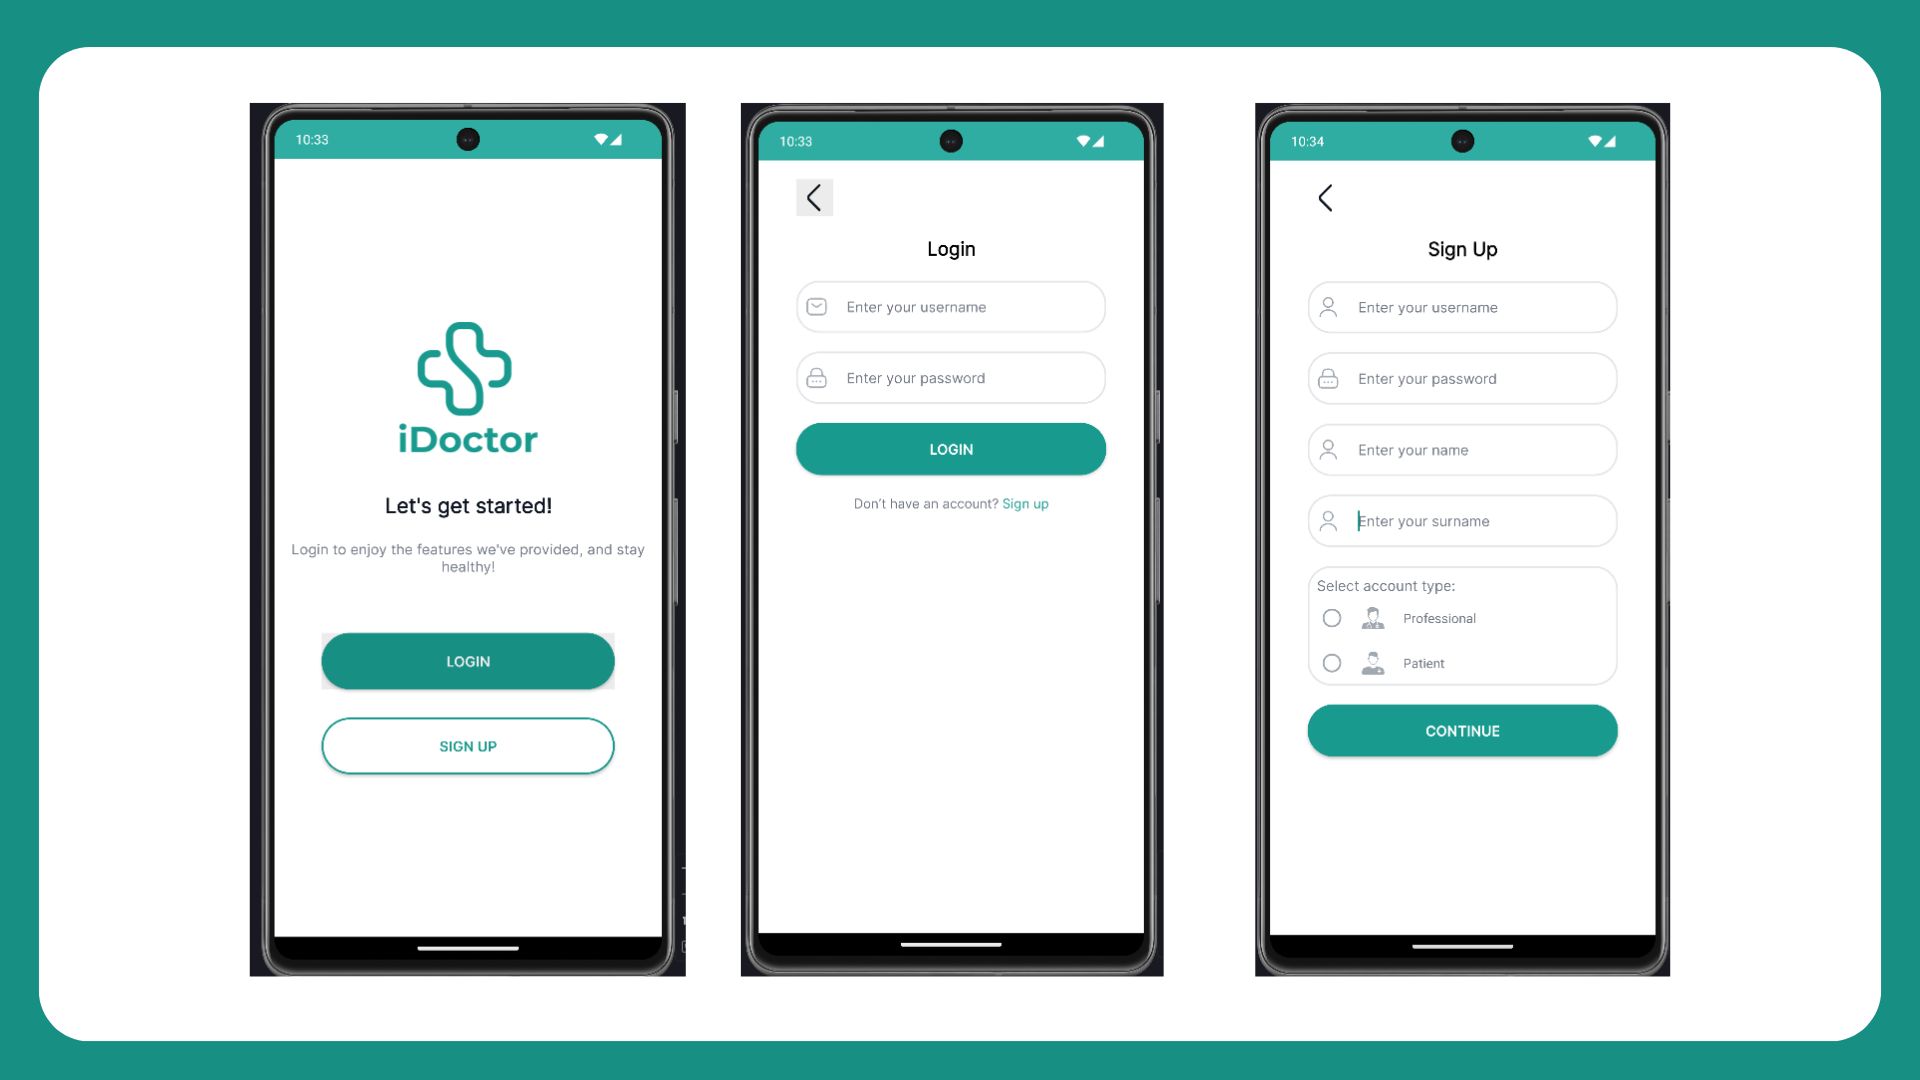 10:33
iDoctor
Let's get started!
Login to enjoy the features we've provided, and stay
healthy!
LOGIN
SIGN UP
10:33
Login
Enter your username
Enter your password
LOGIN
Don't have an account? Sign up
10:34
Sign Up
Enter your username
Enter your password
Enter your name
Enter your surname
Select account type:
Professional
Patient
CONTINUE